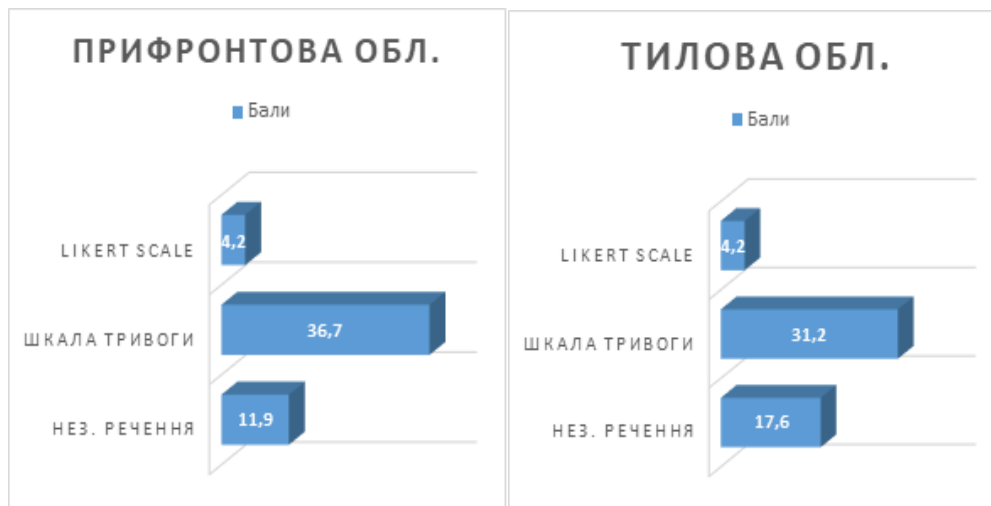 ПРИФРОНТОВА ОБЛ.
Бали
LIKERT SCALE
4,2
ШКАЛА ТРИВОГИ
36,7
НЕЗ. РЕЧЕННЯ
11,9
ТИЛОВА ОБЛ.
Бали
LIKERT SCALE
4,2
ШКАЛА ТРИВОГИ
31,2
НЕЗ. РЕЧЕННЯ
17,6